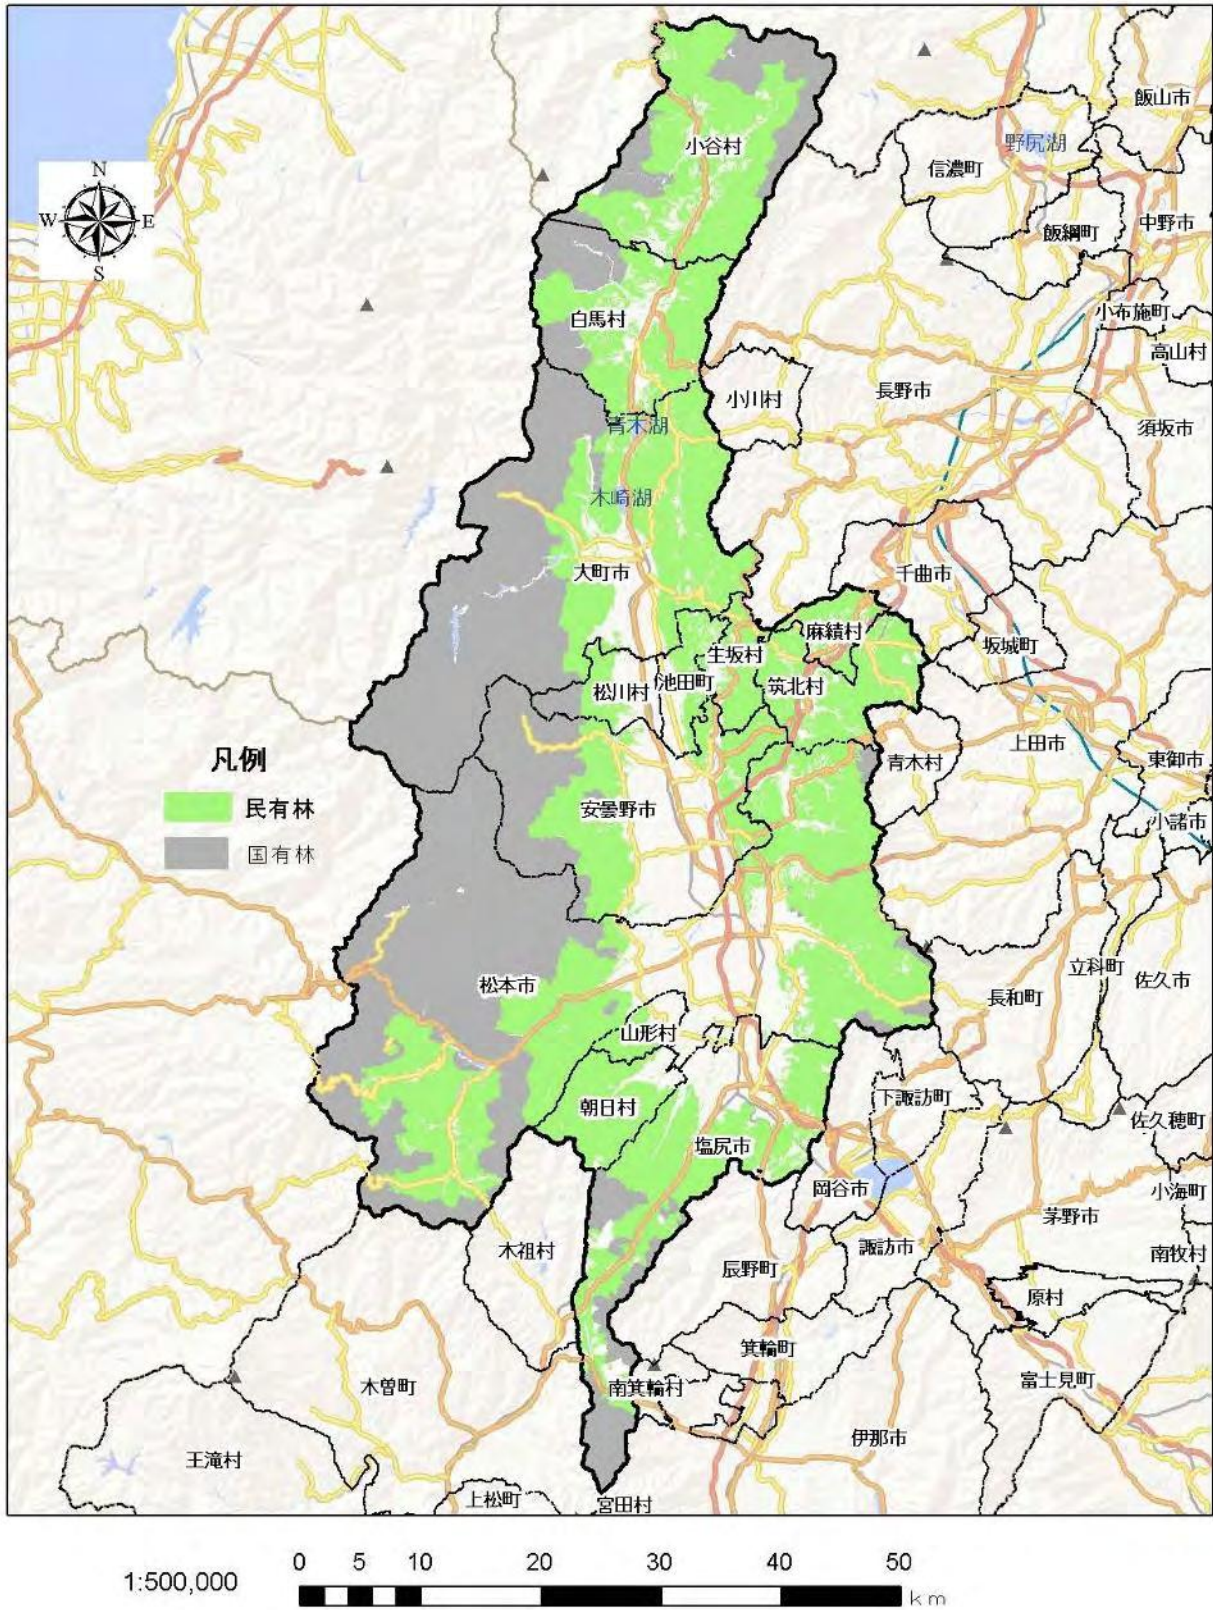 飯山市
野尻湖
小谷村
信濃町
N
W
E
S
飯綱町
中野市
小布施町
白馬村
高山村
小川村
長野市
青木湖
須坂市
木崎湖
大町市
千曲市
麻績村
坂城町
生坂村
松川村
池田町
筑北村
上田市
凡例
青木村
東御市
民有林
安曇野市
小諸市
国有林
立科町
佐久市
松本市
長和町
山形村
下諏訪町
朝日村
佐久穂町
塩尻市
岡谷市
小海町
茅野市
木祖村
諏訪市
南牧村
辰野町
原村
箕輪町
木曽町
南箕輪村
富士見町
伊那市
王滝村
上松町
宮田村
0 5 10 20 30 40 50
1:500,000
km